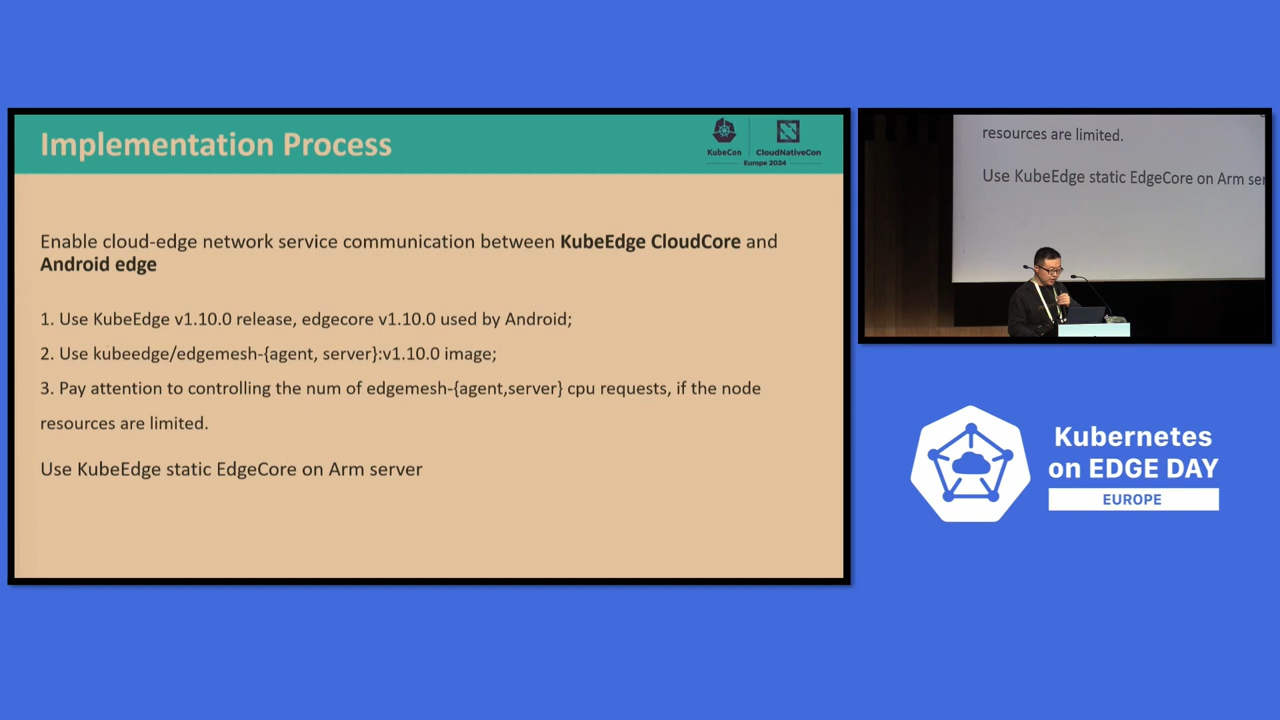 Implementation Process
KubeCon
CloudNativeCon
Europe 2024
Enable cloud-edge network service communication between KubeEdge CloudCore and
Android edge
1. Use KubeEdge v1.10.0 release, edgecore v1.10.0 used by Android;
2. Use kubeedge/edgemesh-{agent, server}:v1.10.0 image;
3. Pay attention to controlling the num of edgemesh-{agent,server} cpu requests, if the node
resources are limited.
Use KubeEdge static EdgeCore on Arm server
resources are limited.
Use KubeEdge static EdgeCore on Arm ser
Kubernetes
on EDGE DAY
EUROPE